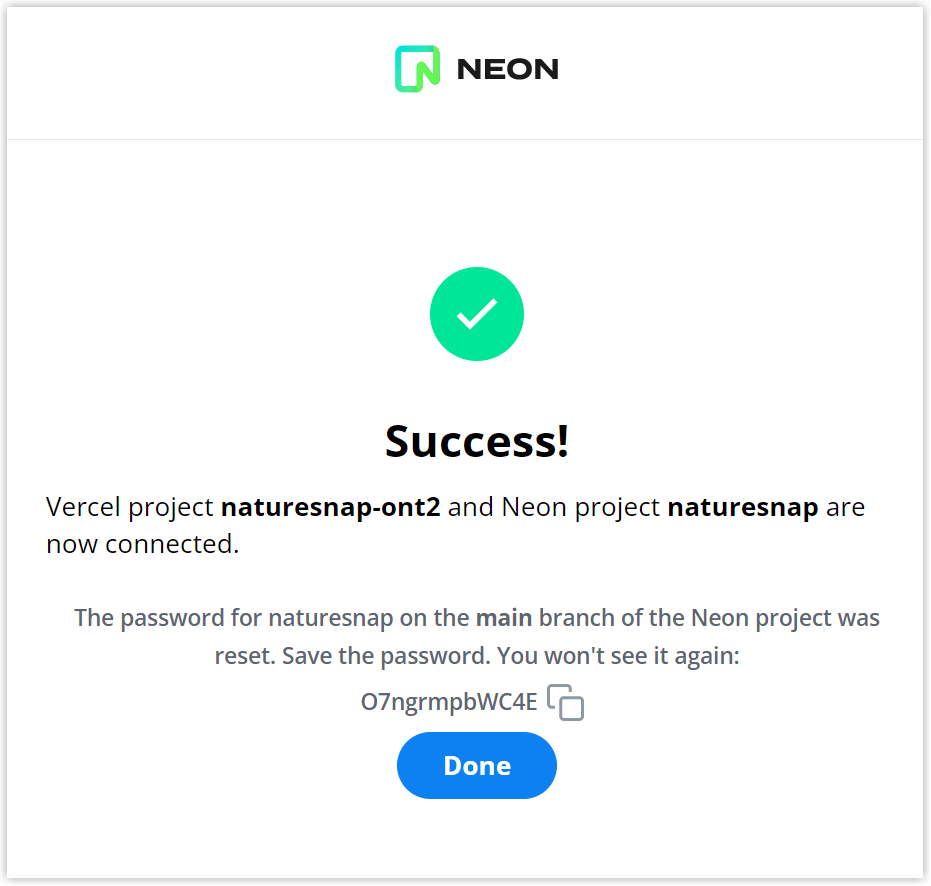 NEON
Success!
Vercel project naturesnap-ont2 and Neon project naturesnap are
now connected.
The password for naturesnap on the main branch of the Neon project was
reset. Save the password. You won't see it again:
O7ngrmpbWC4E
Done